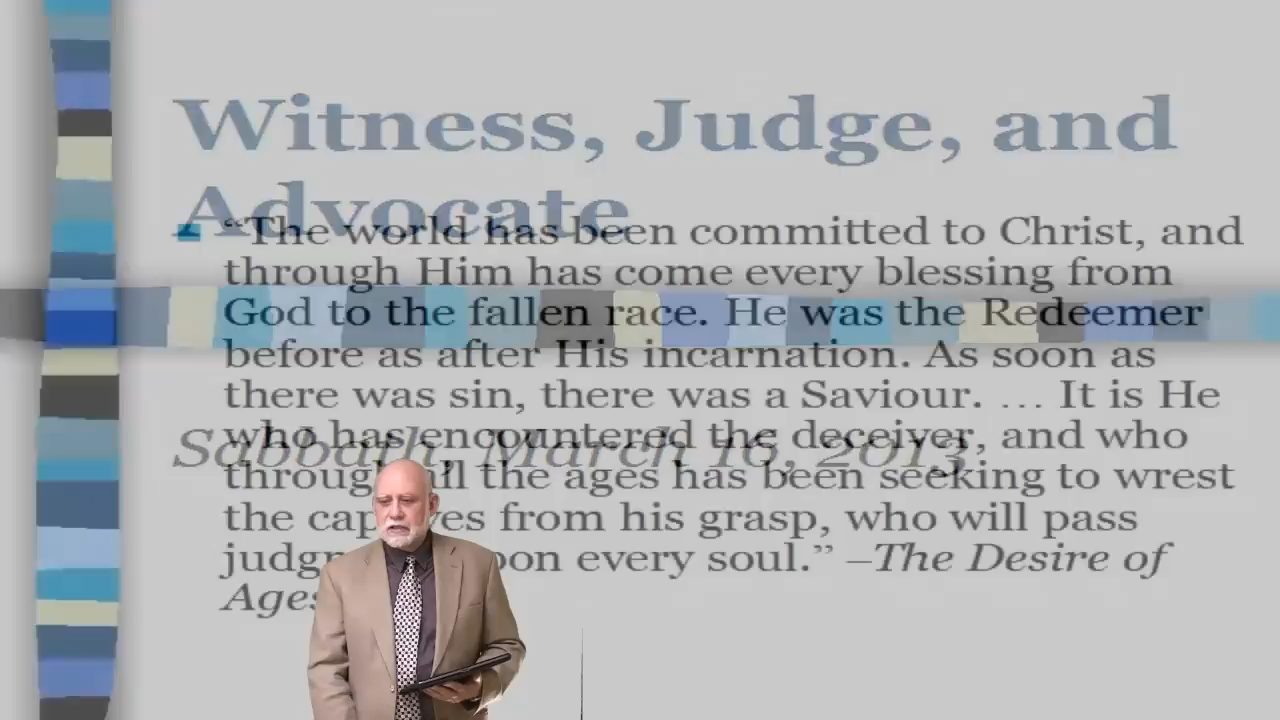 Witness, Judge, and
Advocate
“The world has been committed to Christ, and
through Him has come every blessing from
God to the fallen race. He was the Redeemer
before as after His incarnation. As soon as
there was sin, there was a Saviour. … It is He
who has encountered the deceiver, and who
Sabbath, March 16, 2013
through all the ages has been seeking to wrest
the captives from his grasp, who will pass
upon every soul.” –The Desire of
Ages